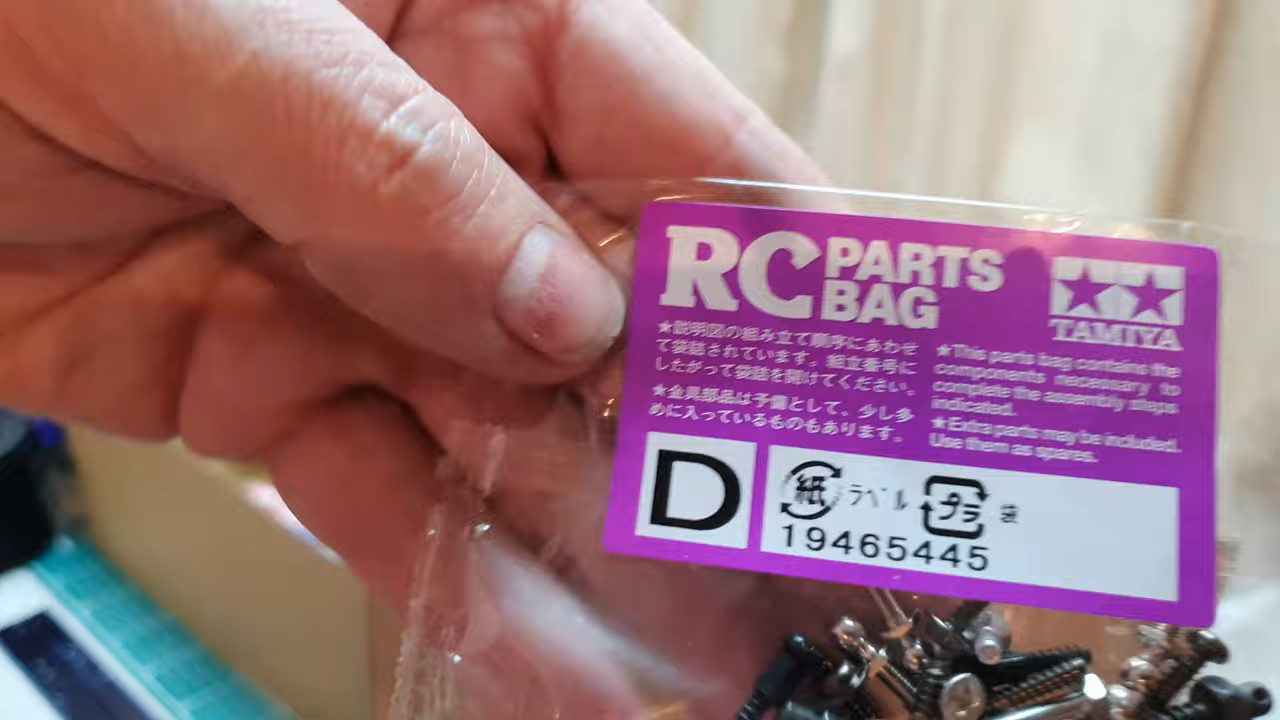 RC PARTS
BAG
TAMIYA
★説明図の組み立て順序にあわせ
て袋詰されています。組立番号に
したがって袋詰を開けてください。
★金具部品は予備として、少し多
めに入っているものもあります。
★This parts bag contains the
components necessary to
complete the assembly steps
indicated.
★Extra parts may be included.
Use them as spares.
D
紙 ラベル プラ 袋
19465445